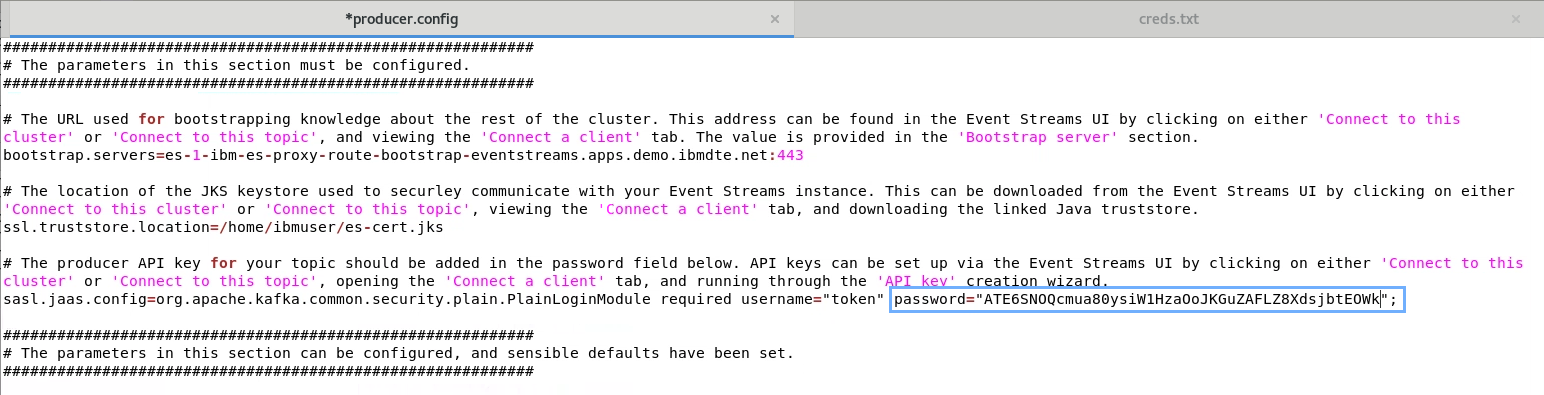 *producer.config × creds.txt ×
###########################################################
# The parameters in this section must be configured.
###########################################################
# The URL used for bootstrapping knowledge about the rest of the cluster. This address can be found in the Event Streams UI by clicking on either 'Connect to this
cluster' or 'Connect to this topic', and viewing the 'Connect a client' tab. The value is provided in the 'Bootstrap server' section.
bootstrap.servers=es-1-ibm-es-proxy-route-bootstrap-eventstreams.apps.demo.ibmdte.net:443
# The location of the JKS keystore used to securley communicate with your Event Streams instance. This can be downloaded from the Event Streams UI by clicking on either
'Connect to this cluster' or 'Connect to this topic', viewing the 'Connect a client' tab, and downloading the linked Java truststore.
ssl.truststore.location=/home/ibmuser/es-cert.jks
# The producer API key for your topic should be added in the password field below. API keys can be set up via the Event Streams UI by clicking on either 'Connect to this
cluster' or 'Connect to this topic', opening the 'Connect a client' tab, and running through the 'API key' creation wizard.
sasl.jaas.config=org.apache.kafka.common.security.plain.PlainLoginModule required username="token" password="ATE6SNOQcmua80ysiW1HzaOoJKGuZAFLZ8XdsjbtEOWk";
###########################################################
# The parameters in this section can be configured, and sensible defaults have been set.
###########################################################